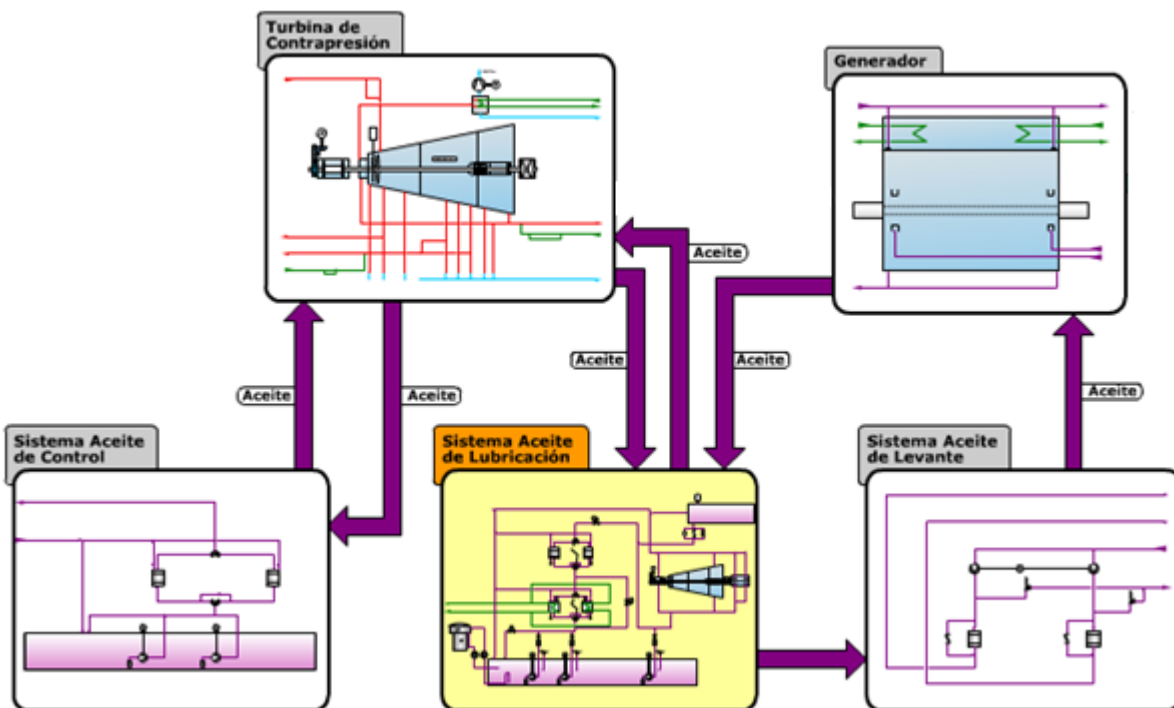 Turbina de
Contrapresión
Generador
Aceite
Aceite
Aceite
Aceite
Aceite
Aceite
Sistema Aceite
de Control
Sistema Aceite
de Lubricación
Sistema Aceite
de Levante